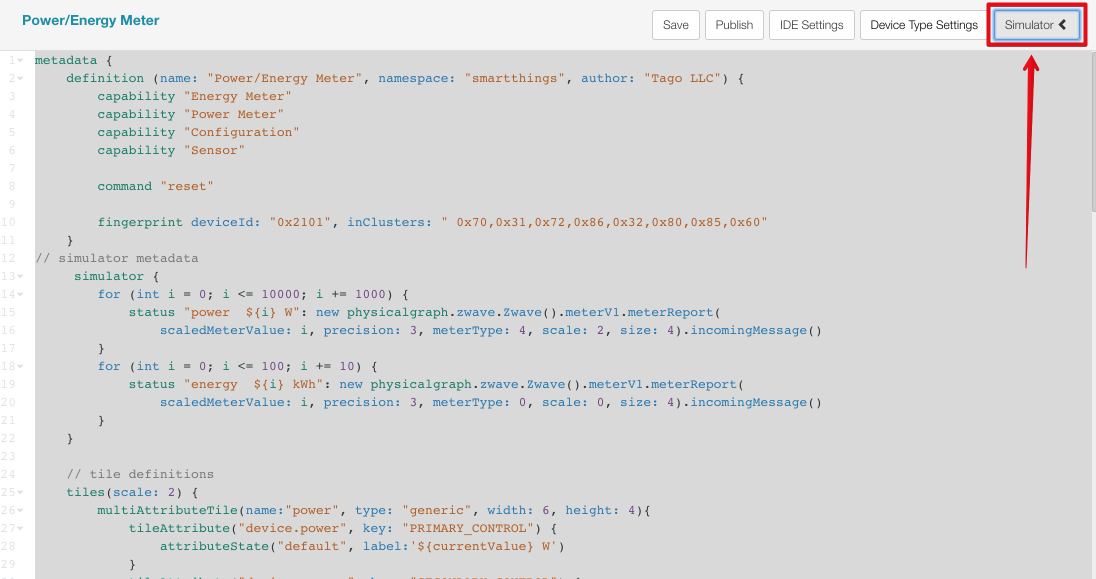 Power/Energy Meter
Save Publish IDE Settings Device Type Settings Simulator
1 metadata {
2     definition (name: "Power/Energy Meter", namespace: "smartthings", author: "Tago LLC") {
3         capability "Energy Meter"
4         capability "Power Meter"
5         capability "Configuration"
6         capability "Sensor"
7
8         command "reset"
9
10         fingerprint deviceId: "0x2101", inClusters: " 0x70,0x31,0x72,0x86,0x32,0x80,0x85,0x60"
11     }
12 // simulator metadata
13      simulator {
14         for (int i = 0; i <= 10000; i += 1000) {
15             status "power  ${i} W": new physicalgraph.zwave.Zwave().meterV1.meterReport(
16                 scaledMeterValue: i, precision: 3, meterType: 4, scale: 2, size: 4).incomingMessage()
17         }
18         for (int i = 0; i <= 100; i += 10) {
19             status "energy  ${i} kWh": new physicalgraph.zwave.Zwave().meterV1.meterReport(
20                 scaledMeterValue: i, precision: 3, meterType: 0, scale: 0, size: 4).incomingMessage()
21         }
22     }
23
24     // tile definitions
25     tiles(scale: 2) {
26         multiAttributeTile(name:"power", type: "generic", width: 6, height: 4){
27             tileAttribute("device.power", key: "PRIMARY_CONTROL") {
28                 attributeState("default", label:'${currentValue} W')
29             }